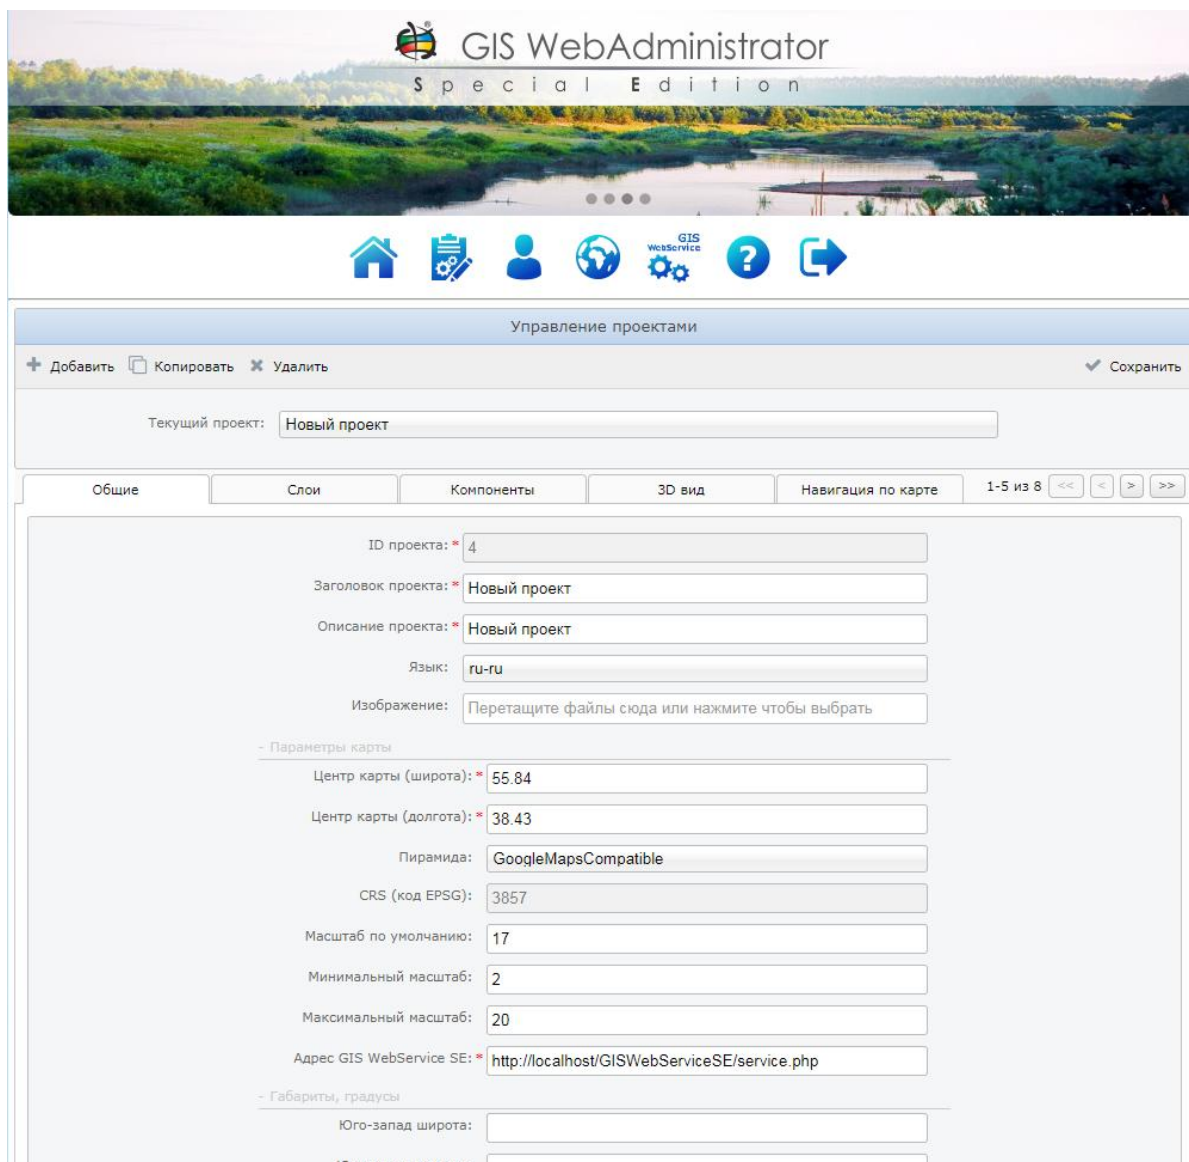 GIS WebAdministrator
Special Edition
GIS
WebService
?
Управление проектами
Добавить Копировать Удалить Сохранить
Текущий проект: Новый проект
Общие Слои Компоненты 3D вид Навигация по карте 1-5 из 8 << < > >>
ID проекта: * 4
Заголовок проекта: * Новый проект
Описание проекта: * Новый проект
Язык: ru-ru
Изображение: Перетащите файлы сюда или нажмите чтобы выбрать
- Параметры карты
Центр карты (широта): * 55.84
Центр карты (долгота): * 38.43
Пирамида: GoogleMapsCompatible
CRS (код EPSG): 3857
Масштаб по умолчанию: 17
Минимальный масштаб: 2
Максимальный масштаб: 20
Адрес GIS WebService SE: * http://localhost/GISWebServiceSE/service.php
- Габариты, градусы
Юго-запад широта: